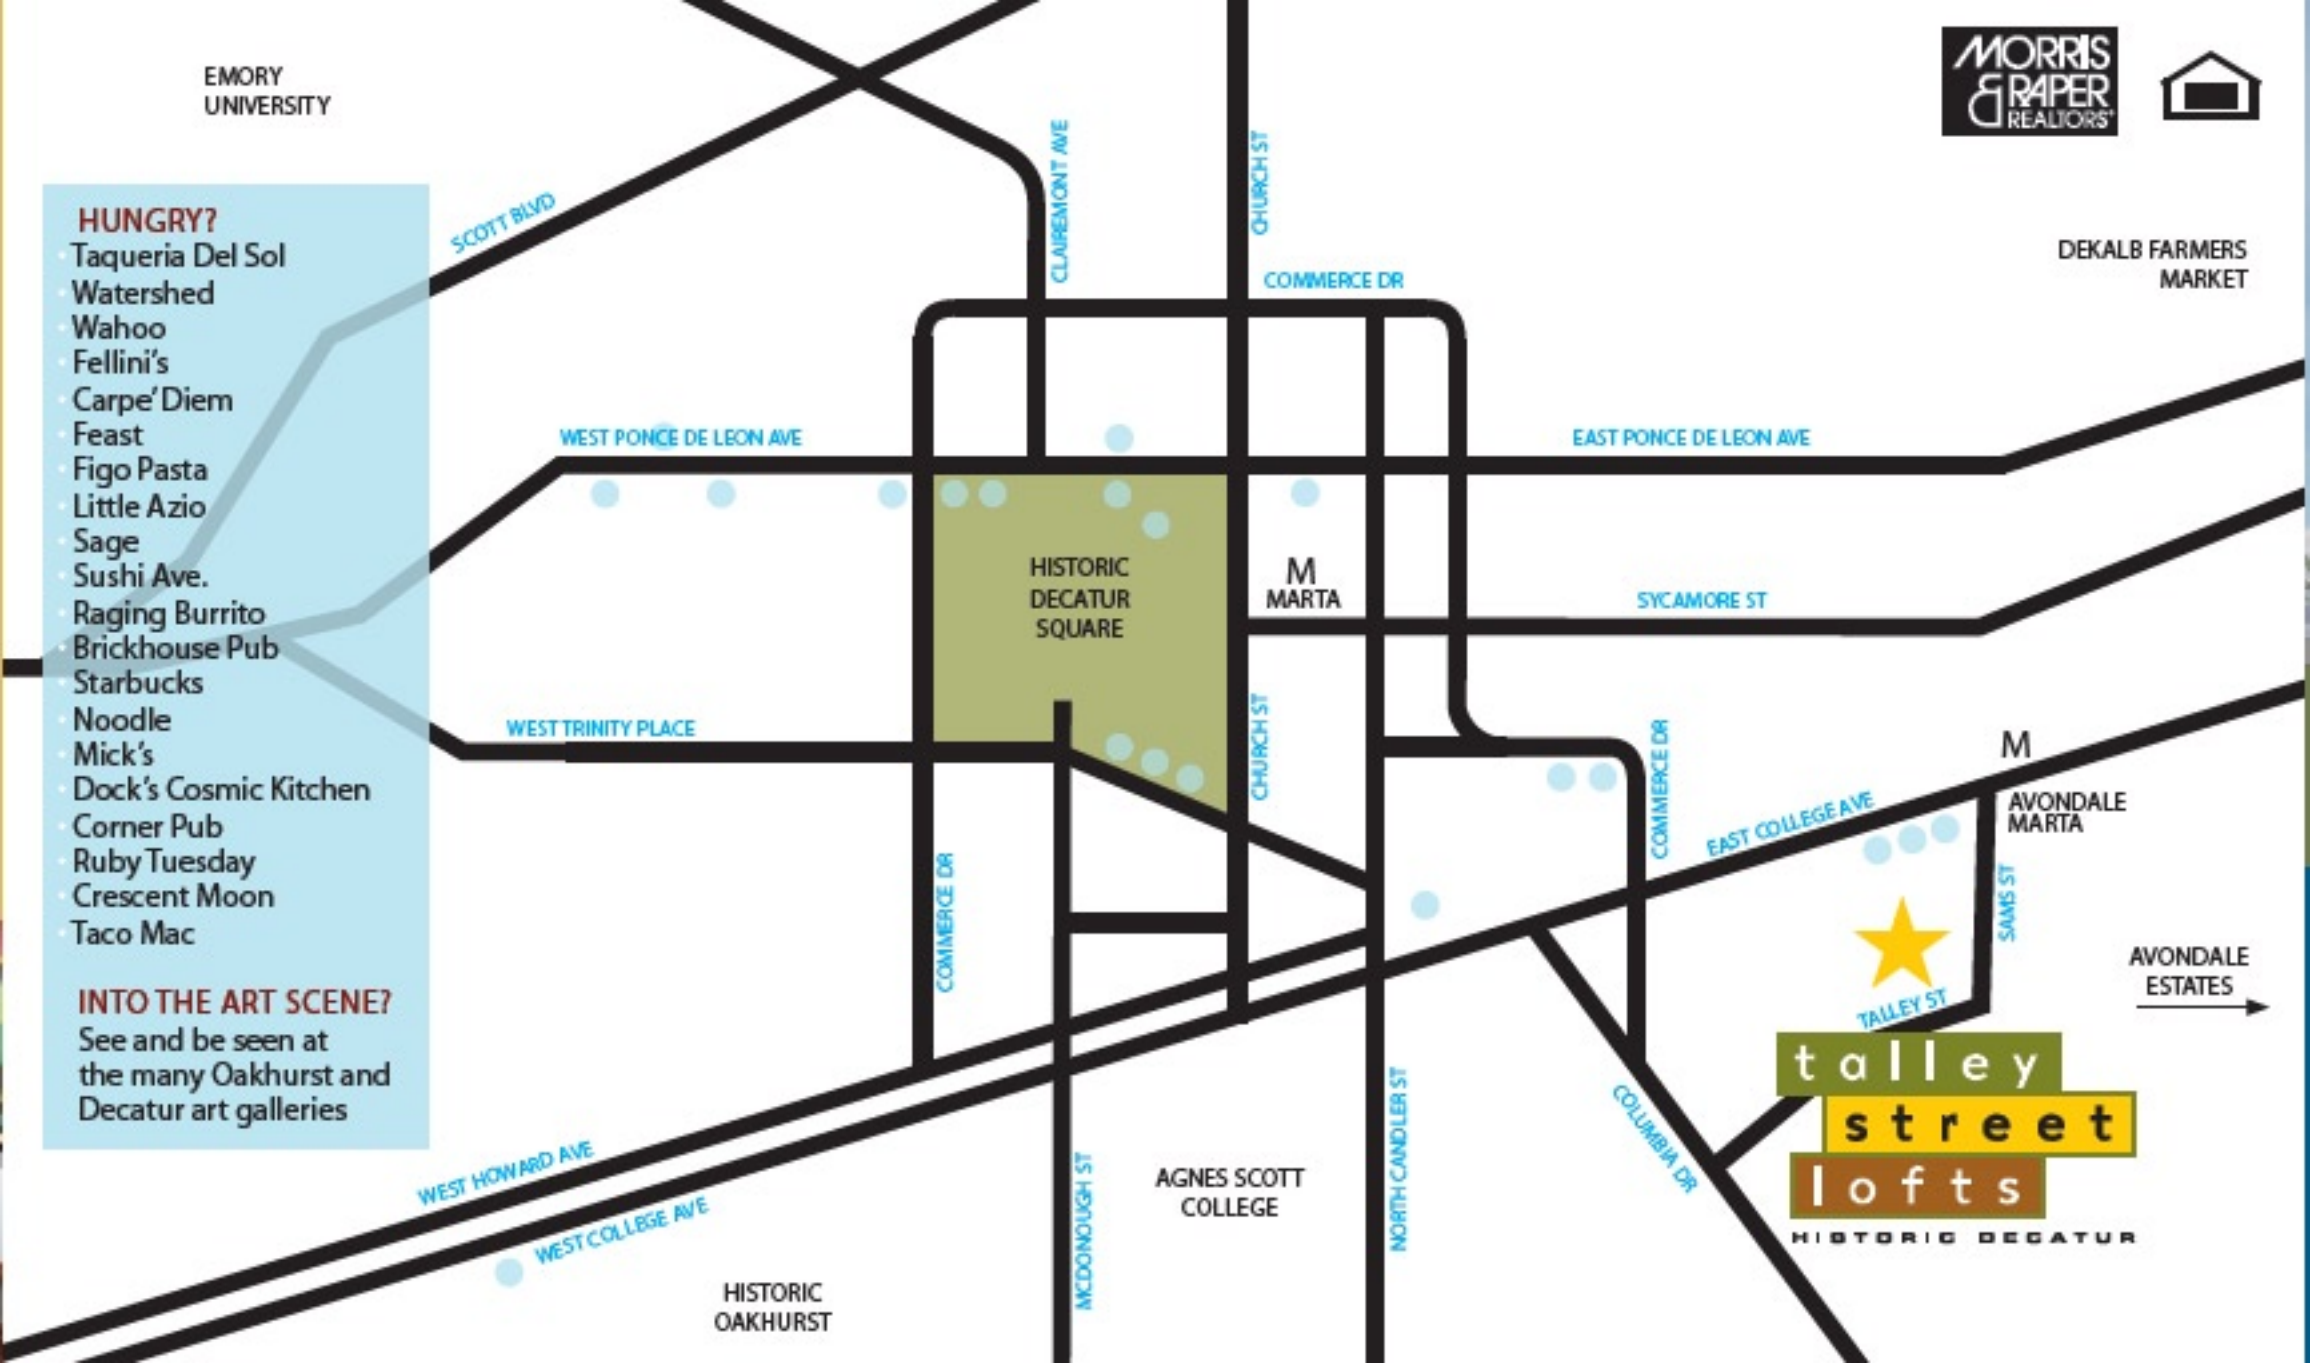 EMORY
UNIVERSITY
MORRIS
& RAPER
REALTORS®
HUNGRY?
Taqueria Del Sol
Watershed
Wahoo
Fellini's
Carpe' Diem
Feast
Figo Pasta
Little Azio
Sage
Sushi Ave.
Raging Burrito
Brickhouse Pub
Starbucks
Noodle
Mick's
Dock's Cosmic Kitchen
Corner Pub
Ruby Tuesday
Crescent Moon
Taco Mac
INTO THE ART SCENE?
See and be seen at
the many Oakhurst and
Decatur art galleries
SCOTT BLVD
CLAIREMONT AVE
CHURCH ST
COMMERCE DR
DEKALB FARMERS
MARKET
WEST PONCE DE LEON AVE
EAST PONCE DE LEON AVE
HISTORIC
DECATUR
SQUARE
M
MARTA
SYCAMORE ST
WEST TRINITY PLACE
CHURCH ST
COMMERCE DR
M
AVONDALE
MARTA
EAST COLLEGE AVE
COMMERCE DR
SAMS ST
AVONDALE
ESTATES
TALLEY ST
talley
street
lofts
HISTORIC DECATUR
COLUMBIA DR
NORTH CANDLER ST
AGNES SCOTT
COLLEGE
MCDONOUGH ST
WEST HOWARD AVE
WEST COLLEGE AVE
HISTORIC
OAKHURST